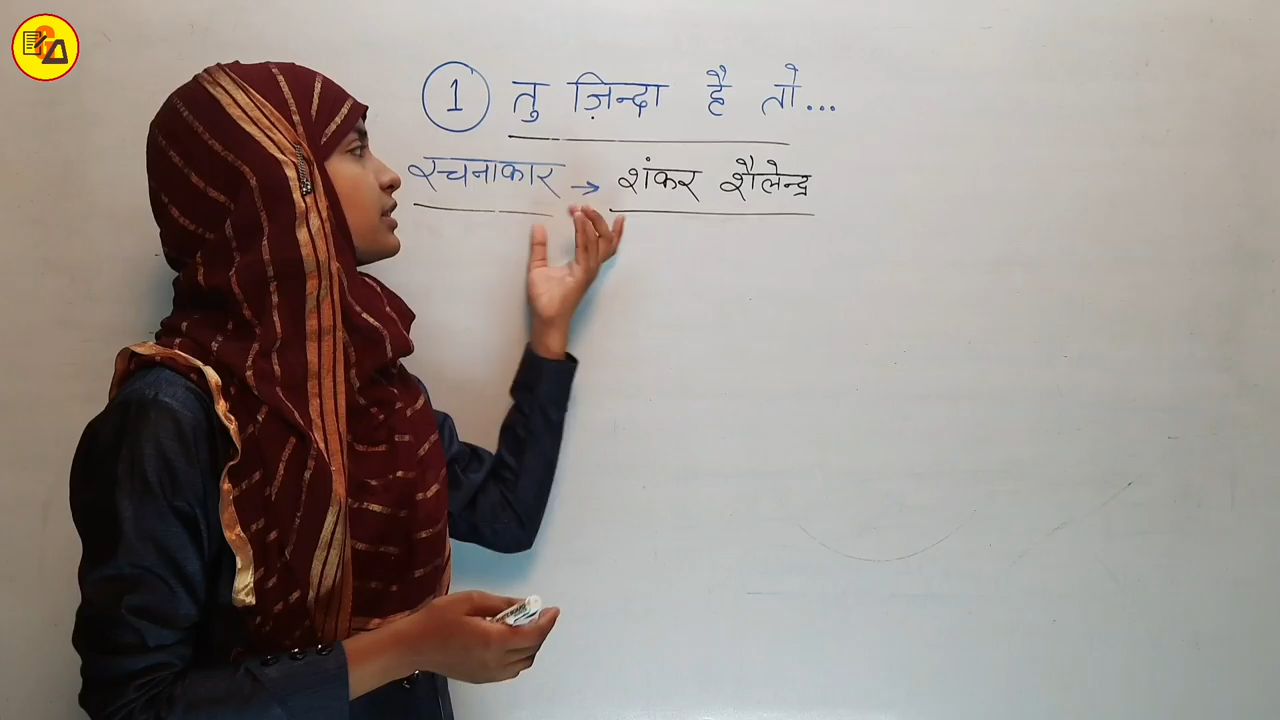 1 तु ज़िन्दा है तो...
रचनाकार → शंकर शैलेन्द्र